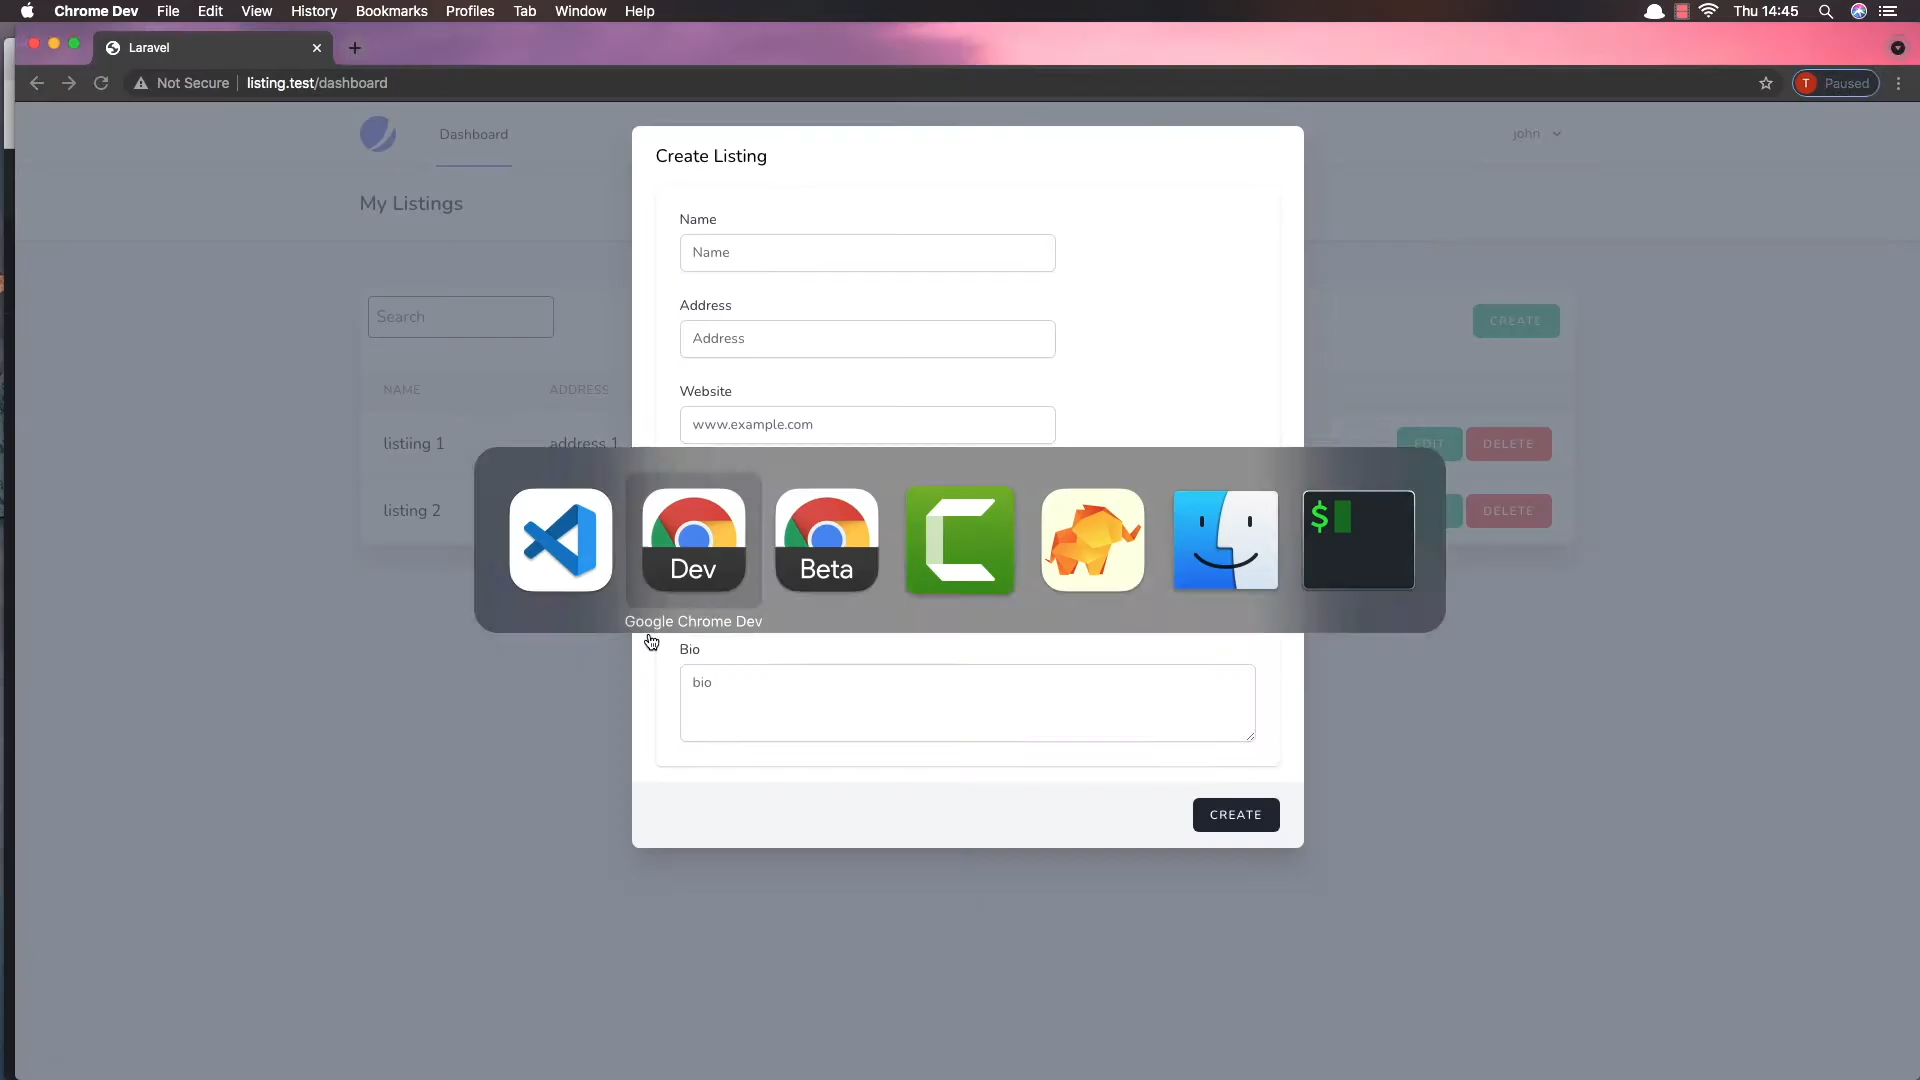 Chrome Dev File Edit View History Bookmarks Profiles Tab Window Help Thu 14:45
Laravel
Not Secure listing.test/dashboard T Paused
Dashboard john
Create Listing
My Listings
Name
Name
Address
Address
Search
CREATE
Website
www.example.com
NAME ADDRESS
listiing 1 address 1 EDIT DELETE
listing 2 DELETE
$
Dev Beta
Google Chrome Dev
Bio
bio
CREATE